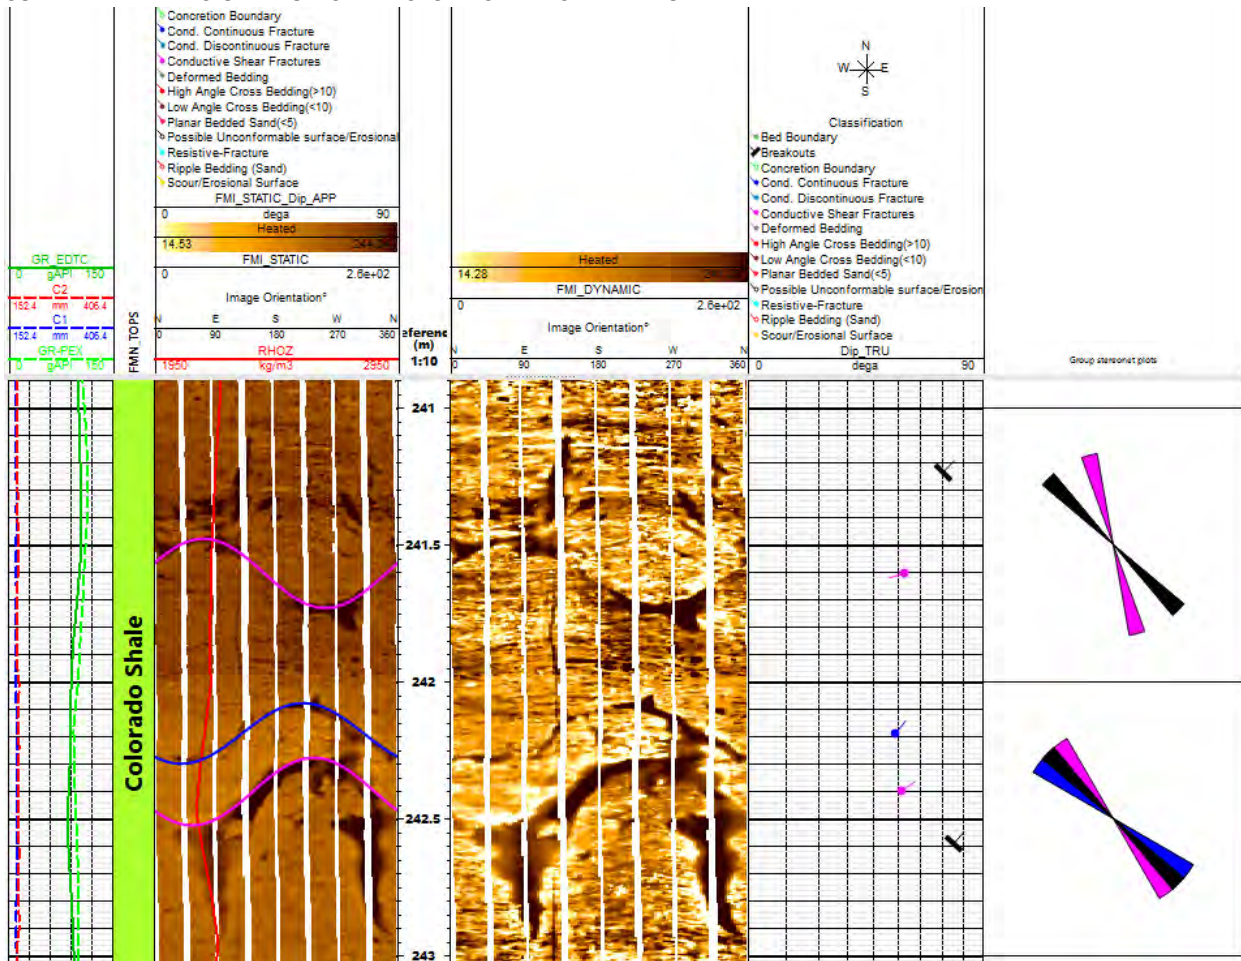 Concretion Boundary
Cond. Continuous Fracture
Cond. Discontinuous Fracture
Conductive Shear Fractures
Deformed Bedding
High Angle Cross Bedding(>10)
Low Angle Cross Bedding(<10)
Planar Bedded Sand(<5)
Possible Unconformable surface/Erosional
Resistive-Fracture
Ripple Bedding (Sand)
Scour/Erosional Surface
FMI_STATIC_Dip_APP
0 dega 90
Heated
14.53
FMI_STATIC
0 2.6e+02
Image Orientation°
N E S W N
0 90 180 270 360
RHOZ
1950 kg/m3 2950
GR_EDTC
0 gAPI 150
C2
152.4 mm 406.4
C1
152.4 mm 406.4
GR-PEX
0 gAPI 150
FMN_TOPS
eference
(m)
1:10
Heated
14.28
FMI_DYNAMIC
0 2.6e+02
Image Orientation°
N E S W N
0 90 180 270 360
N
W E
S
Classification
Bed Boundary
Breakouts
Concretion Boundary
Cond. Continuous Fracture
Cond. Discontinuous Fracture
Conductive Shear Fractures
Deformed Bedding
High Angle Cross Bedding(>10)
Low Angle Cross Bedding(<10)
Planar Bedded Sand(<5)
Possible Unconformable surface/Erosion
Resistive-Fracture
Ripple Bedding (Sand)
Scour/Erosional Surface
Dip_TRU
0 dega 90
Group stereonet plots
Colorado Shale
241
241.5
242
242.5
243